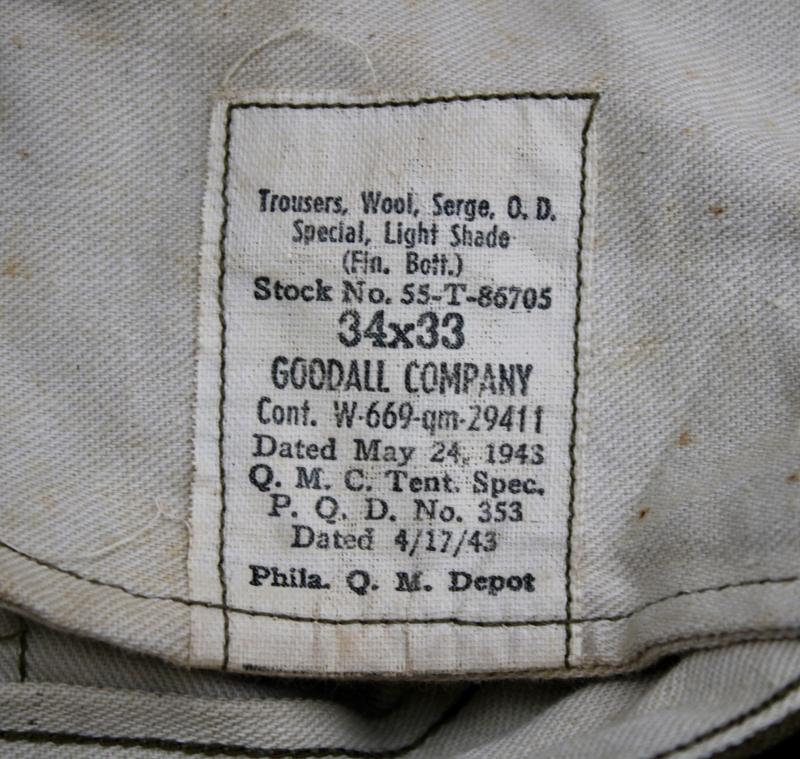 Trousers, Wool, Serge, O. D.
Special, Light Shade
(Fin. Bott.)
Stock No. 55-T-86705
34x33
GOODALL COMPANY
Cont. W-669-qm-29411
Dated May 24, 1943
Q. M. C. Tent. Spec.
P. Q. D. No. 353
Dated 4/17/43
Phila. Q. M. Depot